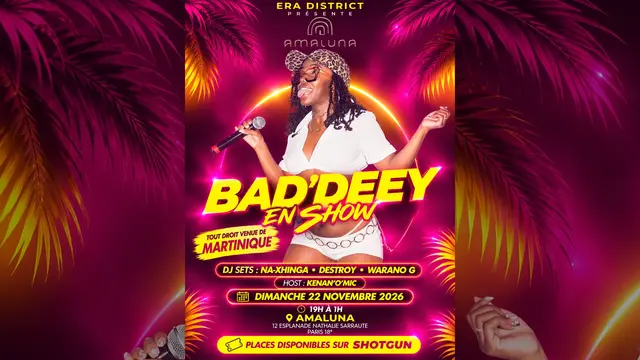 ERA DISTRICT
PRÉSENTE
AMALUNA
BAD'DEEY
EN SHOW
TOUT DROIT VENUE DE
MARTINIQUE
DJ SETS : NA-XHINGA • DESTROY • WARANO G
HOST : KENAN'O'MIC
DIMANCHE 22 NOVEMBRE 2026
19H À 1H
AMALUNA
12 ESPLANADE NATHALIE SARRAUTE
PARIS 18e
PLACES DISPONIBLES SUR SHOTGUN